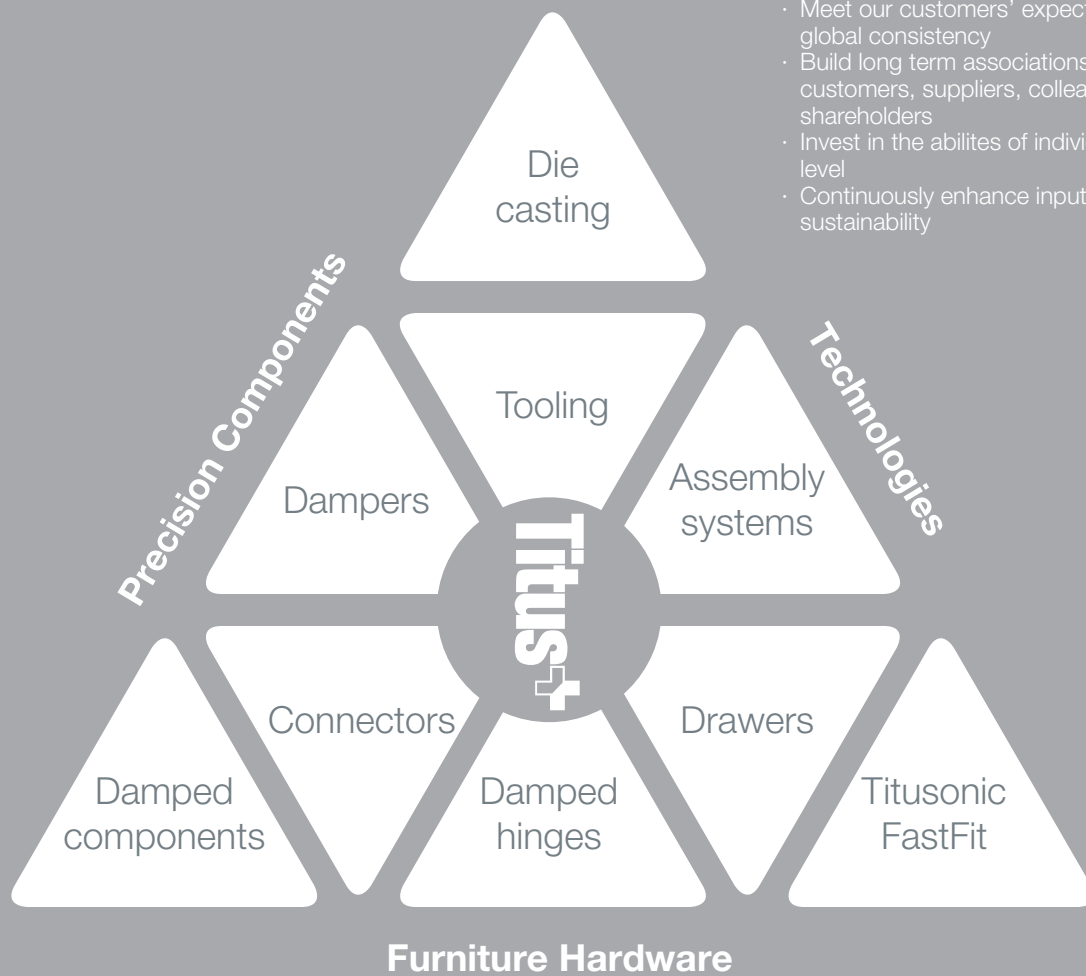 · Meet our customers’ expect
global consistency
· Build long term associations
customers, suppliers, collea
shareholders
· Invest in the abilites of indivi
level
· Continuously enhance input
sustainability
Die
casting
Precision Components
Technologies
Tooling
Dampers
Assembly
systems
Titus+
Connectors
Drawers
Damped
components
Damped
hinges
Titusonic
FastFit
Furniture Hardware